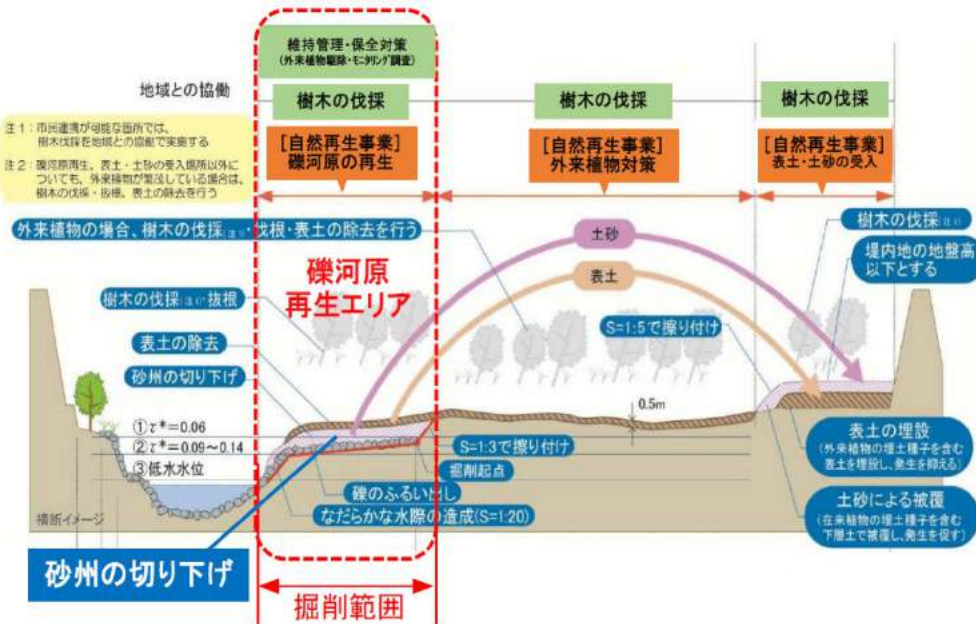 維持管理・保全対策
(外来植物駆除・モニタリング調査)
地域との協働
樹木の伐採
樹木の伐採
樹木の伐採
注1：市民連携が可能な箇所では、
樹木伐採を地域との協働で実施する
注2：礫河原再生、表土・土砂の受入場所以外に
ついても、外来植物が繁茂している場合は、
樹木の伐採・抜根、表土の除去を行う
[自然再生事業]
礫河原の再生
[自然再生事業]
外来植物対策
[自然再生事業]
表土・土砂の受入
外来植物の場合、樹木の伐採(注1)・伐根・表土の除去を行う
土砂
樹木の伐採(注1)
堤内地の地盤高
以下とする
礫河原
再生エリア
表土
樹木の伐採(注1)・抜根
S=1:5で擦り付け
表土の除去
砂州の切り下げ
0.5m
①τ*=0.06
②τ*=0.09～0.14
③低水水位
S=1:3で擦り付け
掘削起点
礫のふるい出し
なだらかな水際の造成(S=1:20)
表土の埋設
(外来植物の埋土種子を含む
表土を埋設し、発生を抑える)
土砂による被覆
(在来植物の埋土種子を含む
下層土で被覆し、発生を促す)
横断イメージ
砂州の切り下げ
掘削範囲